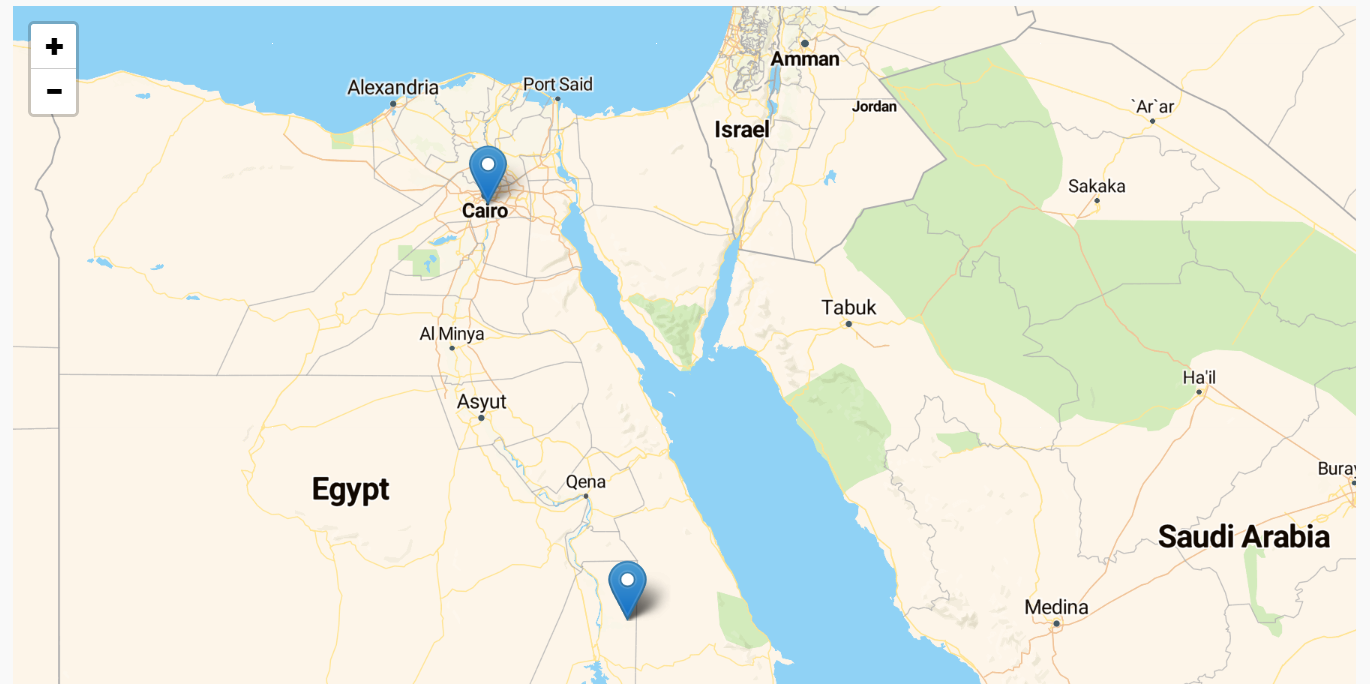 +
Amman
−
Alexandria
Port Said
Jordan
`Ar`ar
Israel
Sakaka
Cairo
Tabuk
Al Minya
Ha'il
Asyut
Buray
Qena
Egypt
Saudi Arabia
Medina